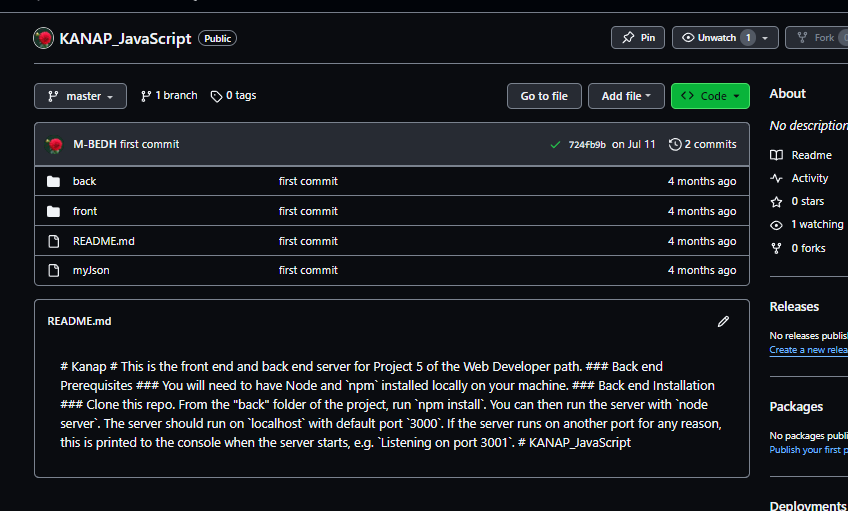 KANAP_JavaScript Public
Pin
Unwatch 1
Fork 0
master
1 branch
0 tags
Go to file
Add file
<> Code
M-BEDH first commit
724fb9b on Jul 11
2 commits
back first commit 4 months ago
front first commit 4 months ago
README.md first commit 4 months ago
myJson first commit 4 months ago
README.md
# Kanap # This is the front end and back end server for Project 5 of the Web Developer path. ### Back end
Prerequisites ### You will need to have Node and `npm` installed locally on your machine. ### Back end Installation
### Clone this repo. From the "back" folder of the project, run `npm install`. You can then run the server with `node
server`. The server should run on `localhost` with default port `3000`. If the server runs on another port for any reason,
this is printed to the console when the server starts, e.g. `Listening on port 3001`. # KANAP_JavaScript
About
No description
Readme
Activity
0 stars
1 watching
0 forks
Releases
No releases publis
Create a new relea
Packages
No packages publi
Publish your first p
Deployments